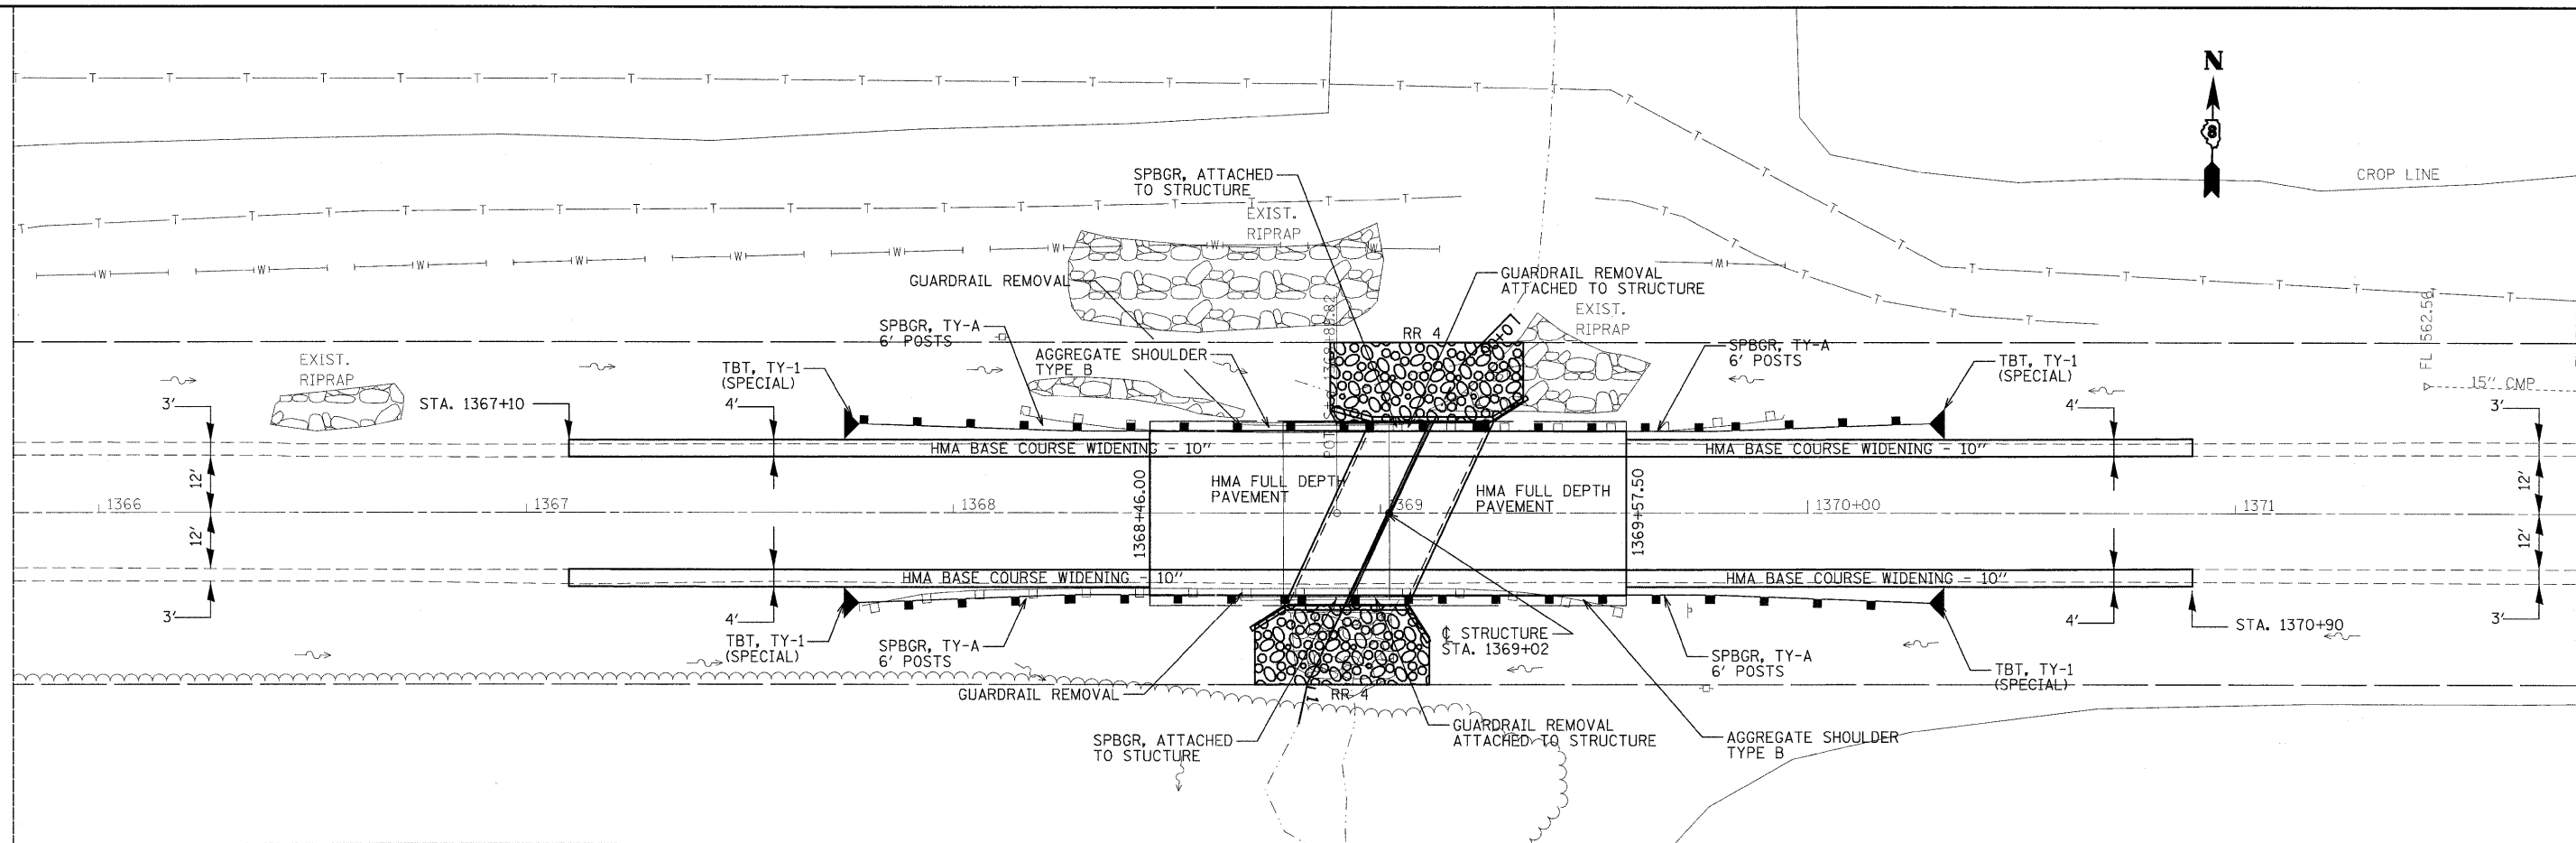 N
8
CROP LINE
SPBGR, ATTACHED
TO STRUCTURE
EXIST.
RIPRAP
GUARDRAIL REMOVAL
GUARDRAIL REMOVAL
ATTACHED TO STRUCTURE
EXIST.
RIPRAP
FL 562.56
SPBGR, TY-A
6' POSTS
RR 4
SPBGR, TY-A
6' POSTS
EXIST.
RIPRAP
AGGREGATE SHOULDER
TYPE B
TBT, TY-1
(SPECIAL)
TBT, TY-1
(SPECIAL)
15" CMP
3'
STA. 1367+10
4'
4'
3'
HMA BASE COURSE WIDENING - 10"
HMA BASE COURSE WIDENING - 10"
12'
1368+46.00
HMA FULL DEPTH
PAVEMENT
HMA FULL DEPTH
PAVEMENT
1369+57.50
12'
1366
1367
1368
1369
1370+00
1371
12'
12'
HMA BASE COURSE WIDENING - 10"
HMA BASE COURSE WIDENING - 10"
3'
4'
4'
3'
TBT, TY-1
(SPECIAL)
SPBGR, TY-A
6' POSTS
℄ STRUCTURE
STA. 1369+02
SPBGR, TY-A
6' POSTS
TBT, TY-1
(SPECIAL)
STA. 1370+90
GUARDRAIL REMOVAL
RR 4
SPBGR, ATTACHED
TO STUCTURE
GUARDRAIL REMOVAL
ATTACHED TO STRUCTURE
AGGREGATE SHOULDER
TYPE B